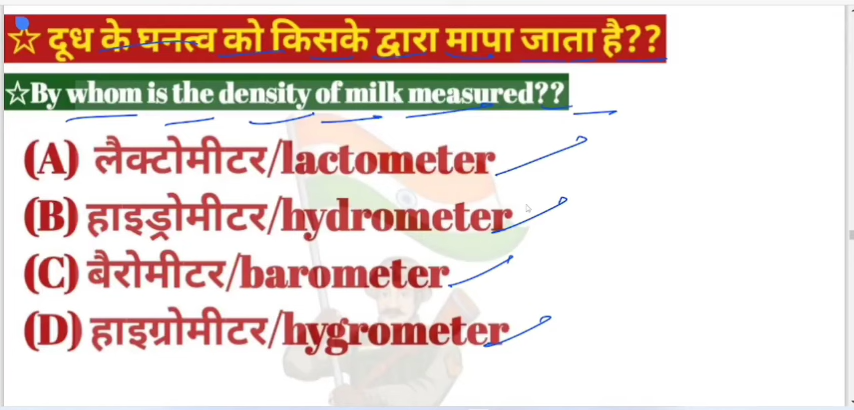 ☆ दूध के घनत्व को किसके द्वारा मापा जाता है??
☆By whom is the density of milk measured??
(A) लैक्टोमीटर/lactometer
(B) हाइड्रोमीटर/hydrometer
(C) बैरोमीटर/barometer
(D) हाइग्रोमीटर/hygrometer